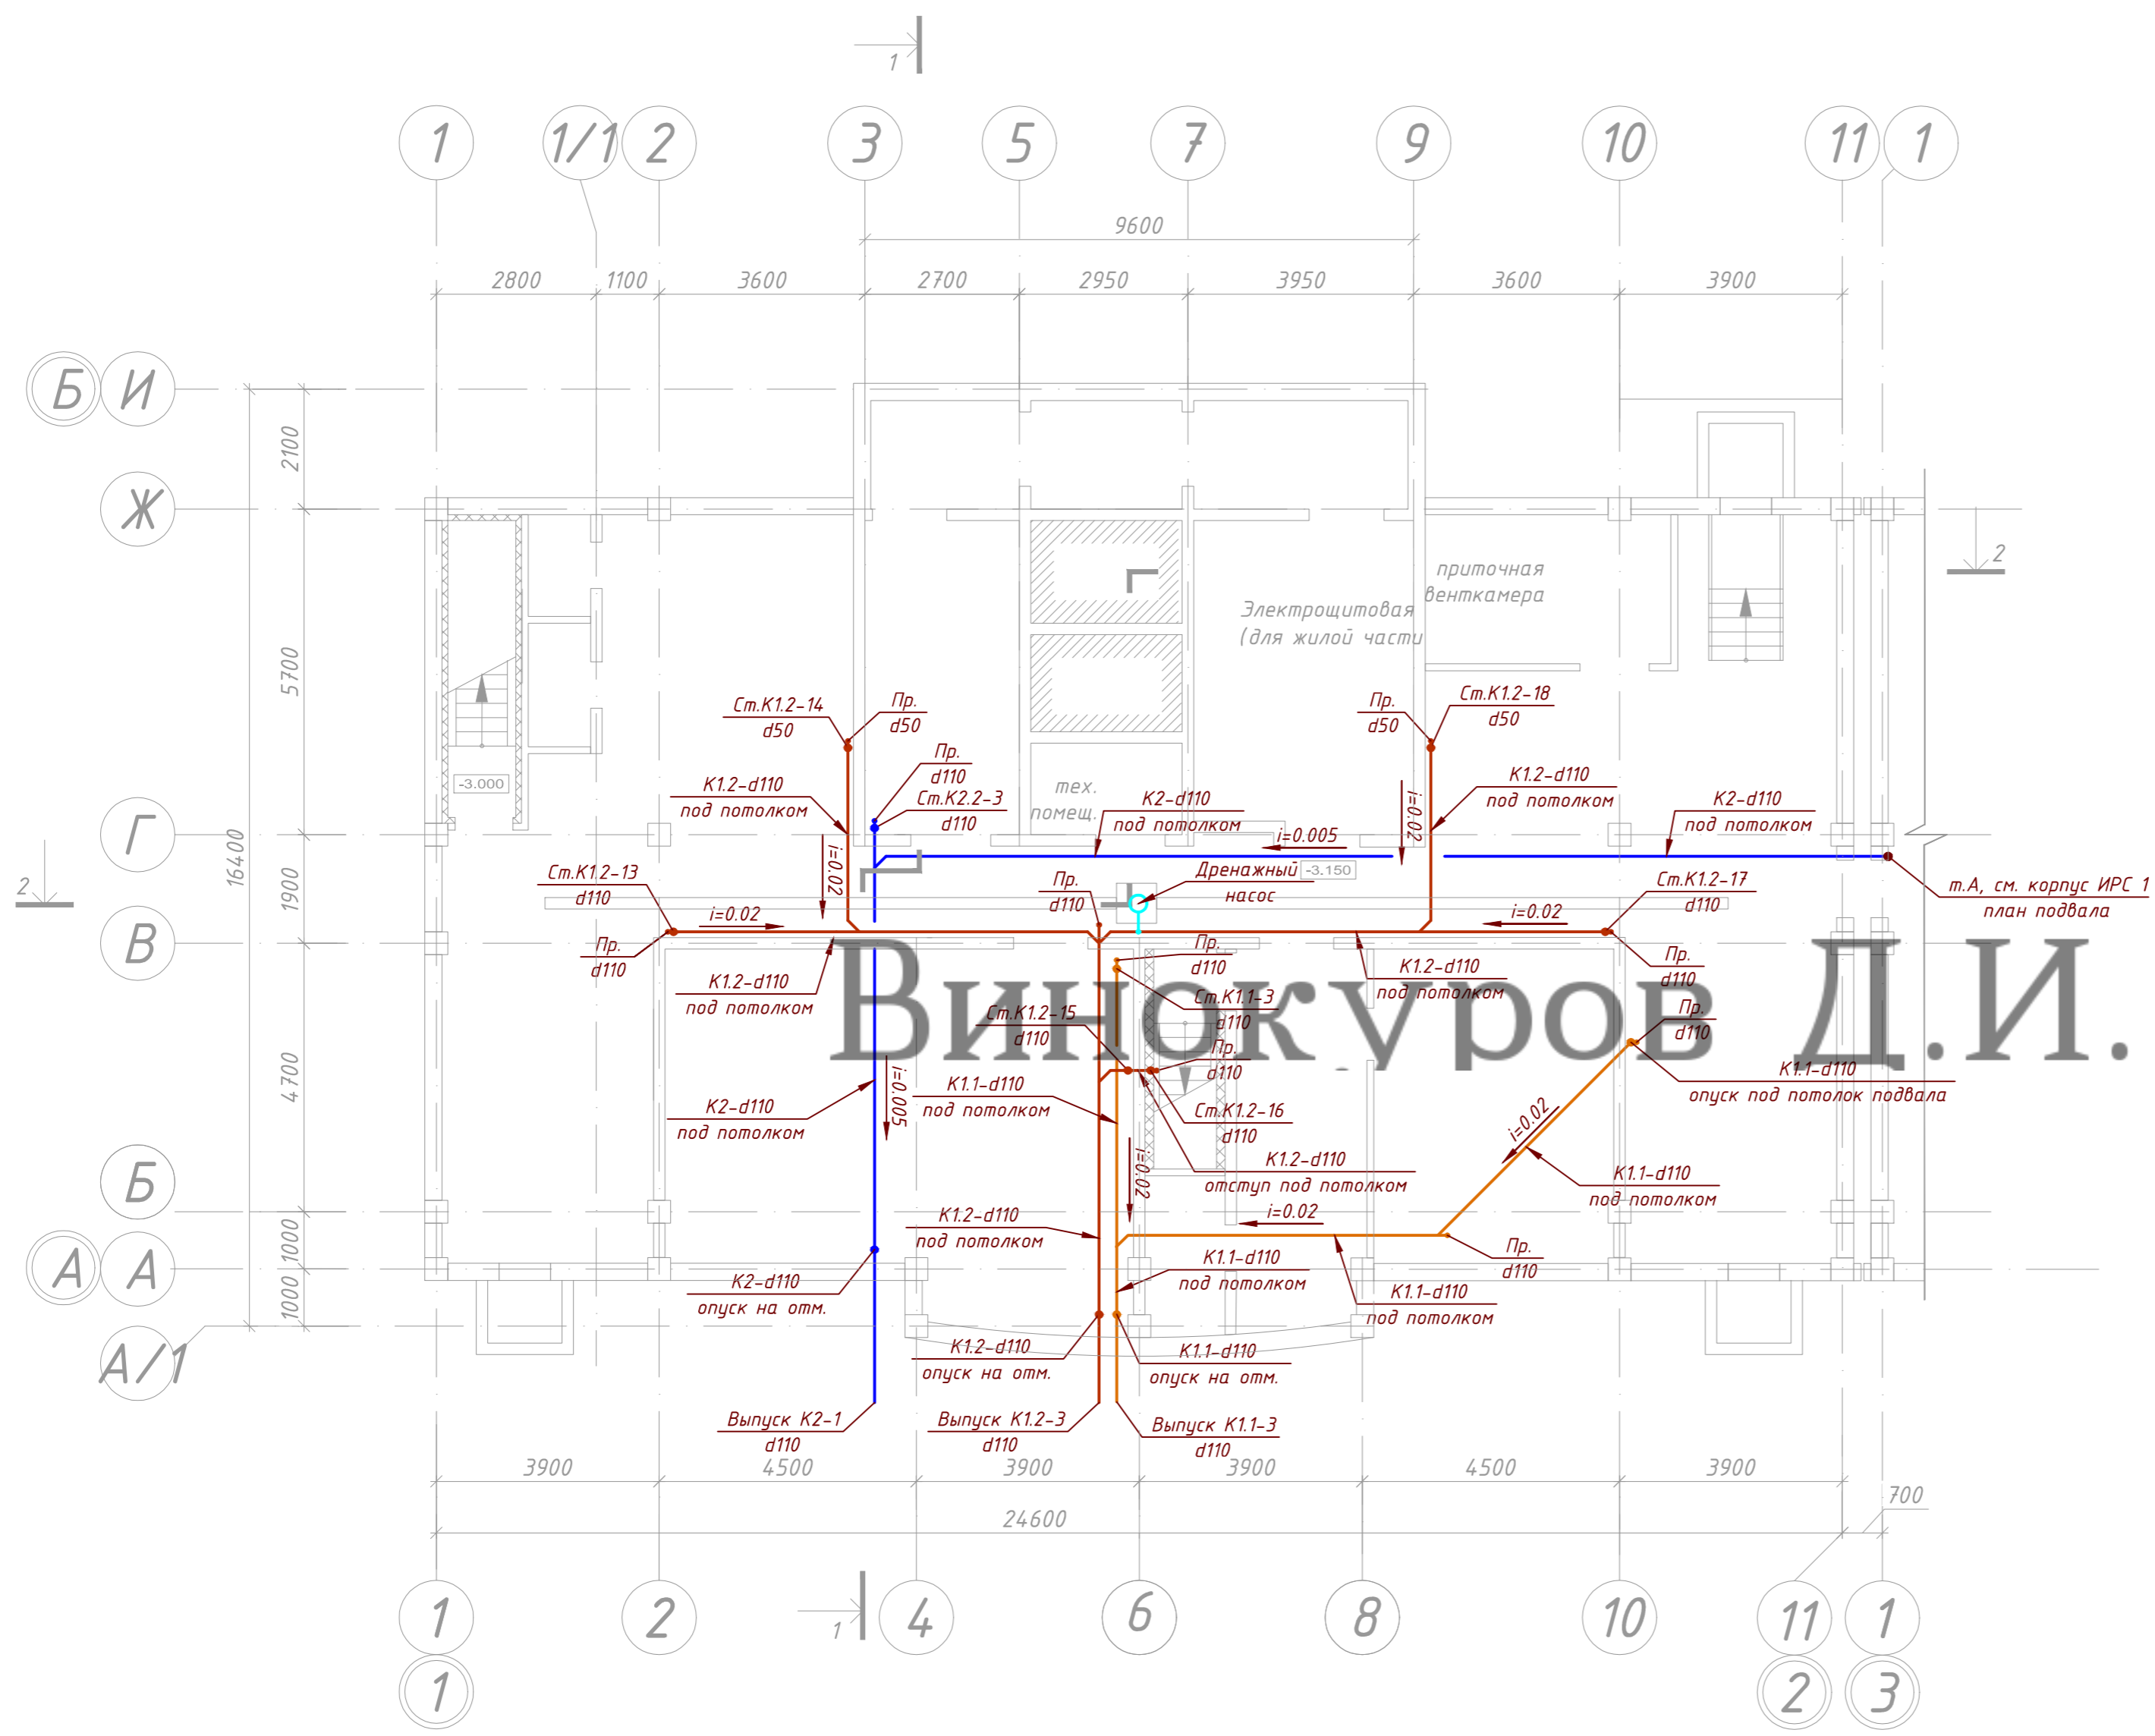 1
1
1/1
2
3
5
7
9
10
11
1
9600
2800
1100
3600
2700
2950
3950
3600
3900
Б
И
2100
Ж
2
приточная
венткамера
Электрощитовая
(для жилой части
5700
Ст.К1.2-14
d50
Пр.
d50
Пр.
d50
Ст.К1.2-18
d50
Пр.
d110
-3.000
К1.2-d110
под потолком
Ст.К2.2-3
d110
тех.
помещ.
К2-d110
под потолком
i=0.02
К1.2-d110
под потолком
К2-d110
под потолком
Г
i=0.005
16400
i=0.02
2
1900
Ст.К1.2-13
d110
Дренажный
насос
-3.150
Пр.
d110
Ст.К1.2-17
d110
т.А, см. корпус ИРС 1
план подвала
i=0.02
i=0.02
В
Пр.
d110
Пр.
d110
Пр.
d110
К1.2-d110
под потолком
К1.2-d110
под потолком
Винокуров Д.И.
Ст.К1.1-3
d110
Ст.К1.2-15
d110
Пр.
d110
Пр.
d110
4700
i=0.005
К1.1-d110
под потолком
К1.1-d110
опуск под потолок подвала
К2-d110
под потолком
Ст.К1.2-16
d110
i=0.02
i=0.02
К1.2-d110
отступ под потолком
К1.1-d110
под потолком
Б
1000
К1.2-d110
под потолком
i=0.02
А
А
К1.1-d110
под потолком
Пр.
d110
К2-d110
опуск на отм.
К1.1-d110
под потолком
1000
А/1
К1.2-d110
опуск на отм.
К1.1-d110
опуск на отм.
Выпуск К2-1
d110
Выпуск К1.2-3
d110
Выпуск К1.1-3
d110
3900
4500
3900
3900
4500
3900
700
24600
1
1
2
4
6
8
10
11
1
1
2
3